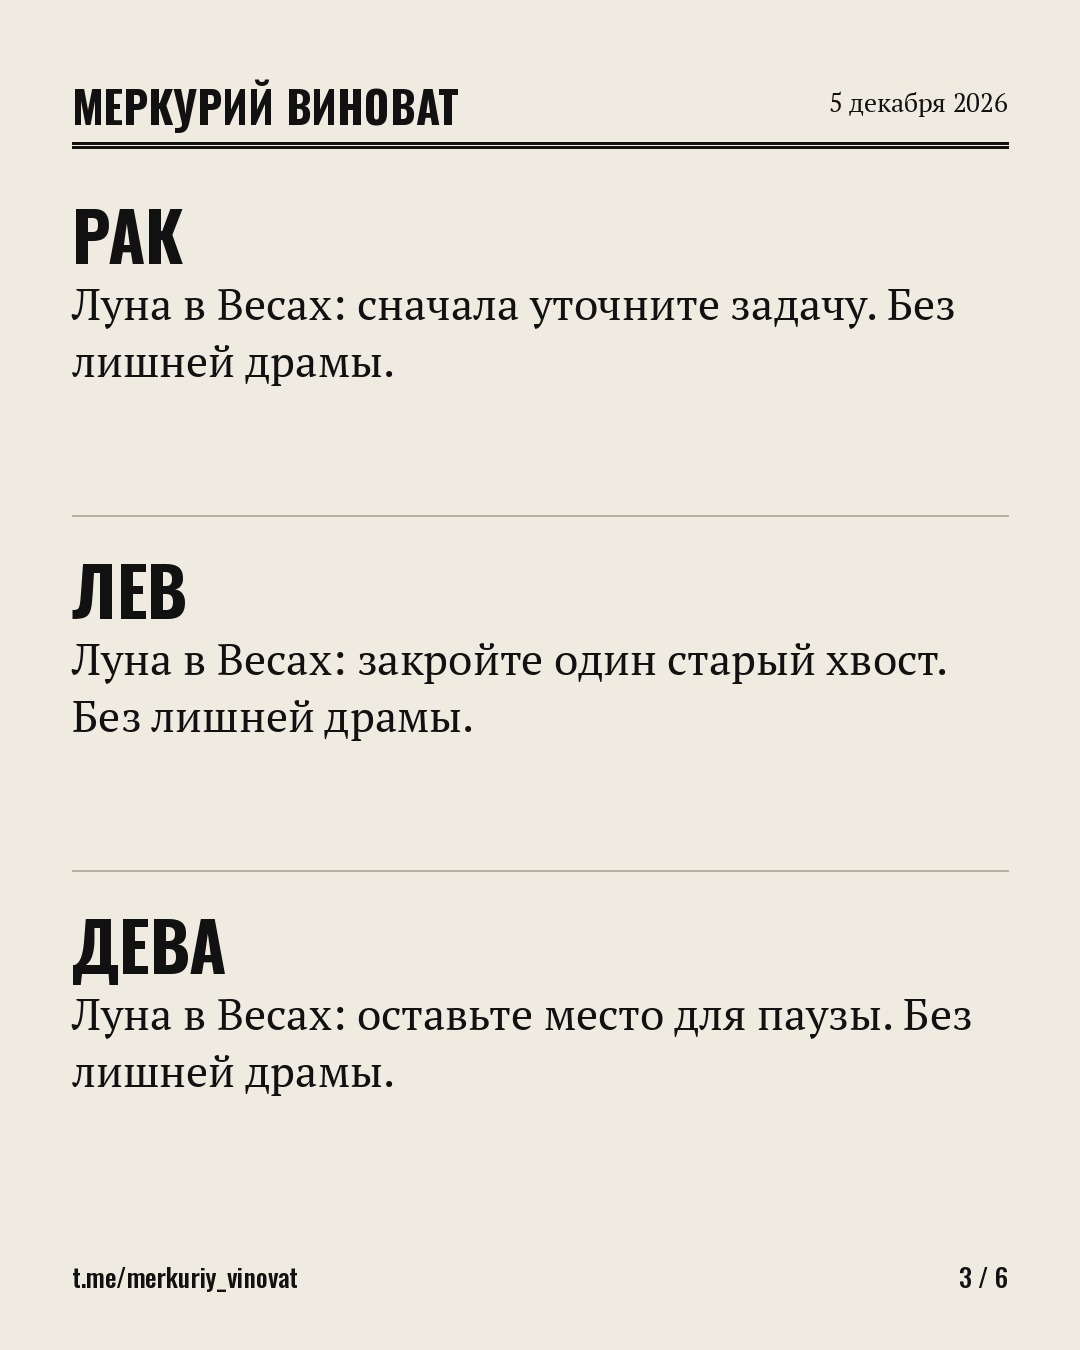 МЕРКУРИЙ ВИНОВАТ
5 декабря 2026
РАК
Луна в Весах: сначала уточните задачу. Без
лишней драмы.
ЛЕВ
Луна в Весах: закройте один старый хвост.
Без лишней драмы.
ДЕВА
Луна в Весах: оставьте место для паузы. Без
лишней драмы.
t.me/merkuriy_vinovat
3 / 6